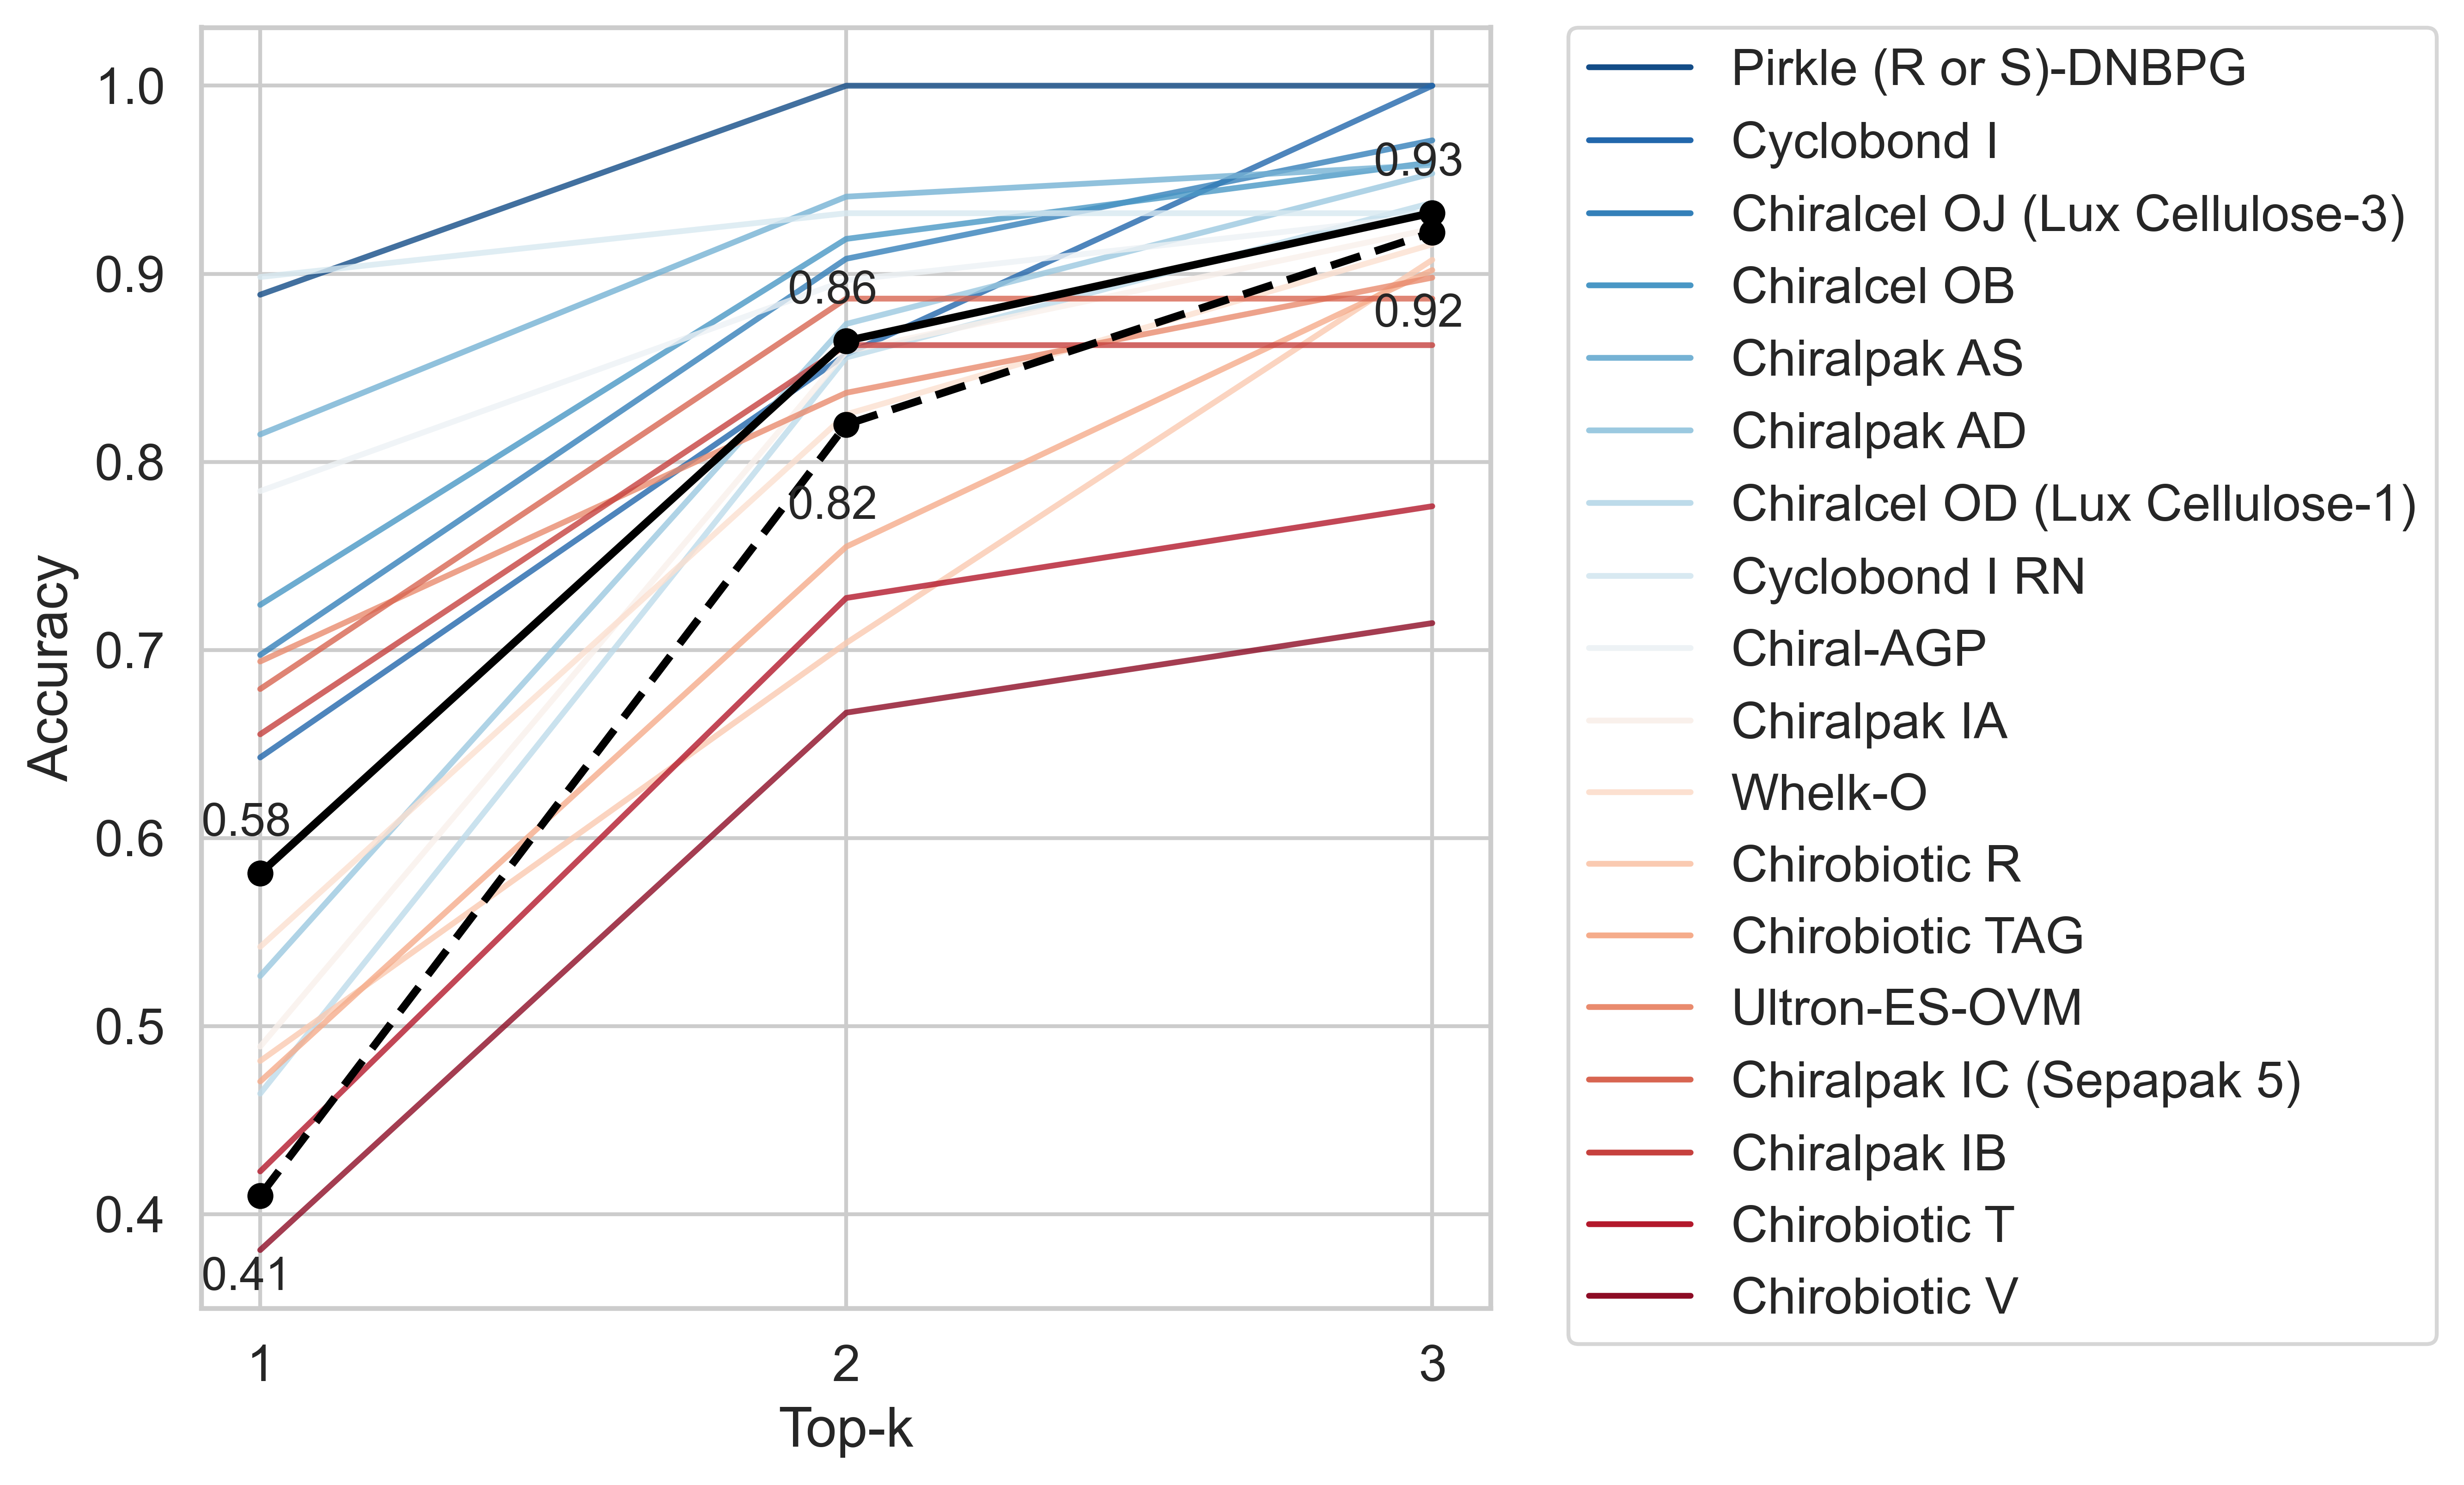 1.0
0.9
0.8
0.7
0.6
0.5
0.4
Accuracy
0.58
0.41
0.86
0.82
0.93
0.92
1
2
3
Top-k
Pirkle (R or S)-DNBPG
Cyclobond I
Chiralcel OJ (Lux Cellulose-3)
Chiralcel OB
Chiralpak AS
Chiralpak AD
Chiralcel OD (Lux Cellulose-1)
Cyclobond I RN
Chiral-AGP
Chiralpak IA
Whelk-O
Chirobiotic R
Chirobiotic TAG
Ultron-ES-OVM
Chiralpak IC (Sepapak 5)
Chiralpak IB
Chirobiotic T
Chirobiotic V